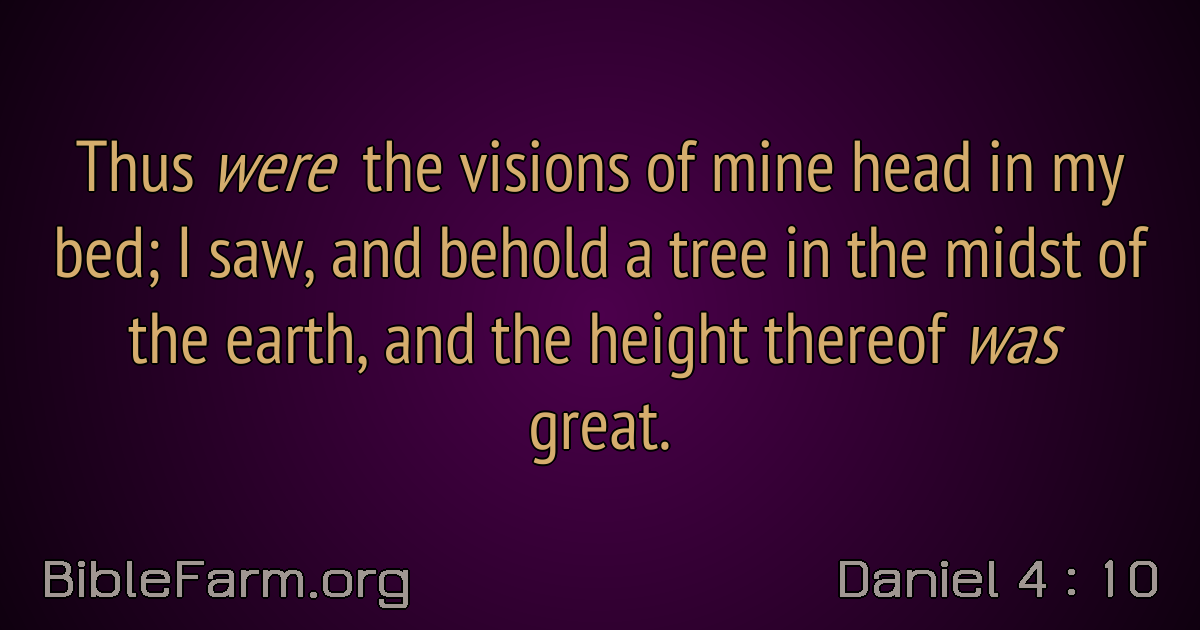 Thus were the visions of mine head in my
bed; I saw, and behold a tree in the midst of
the earth, and the height thereof was
great.
BibleFarm.org
Daniel 4 : 10